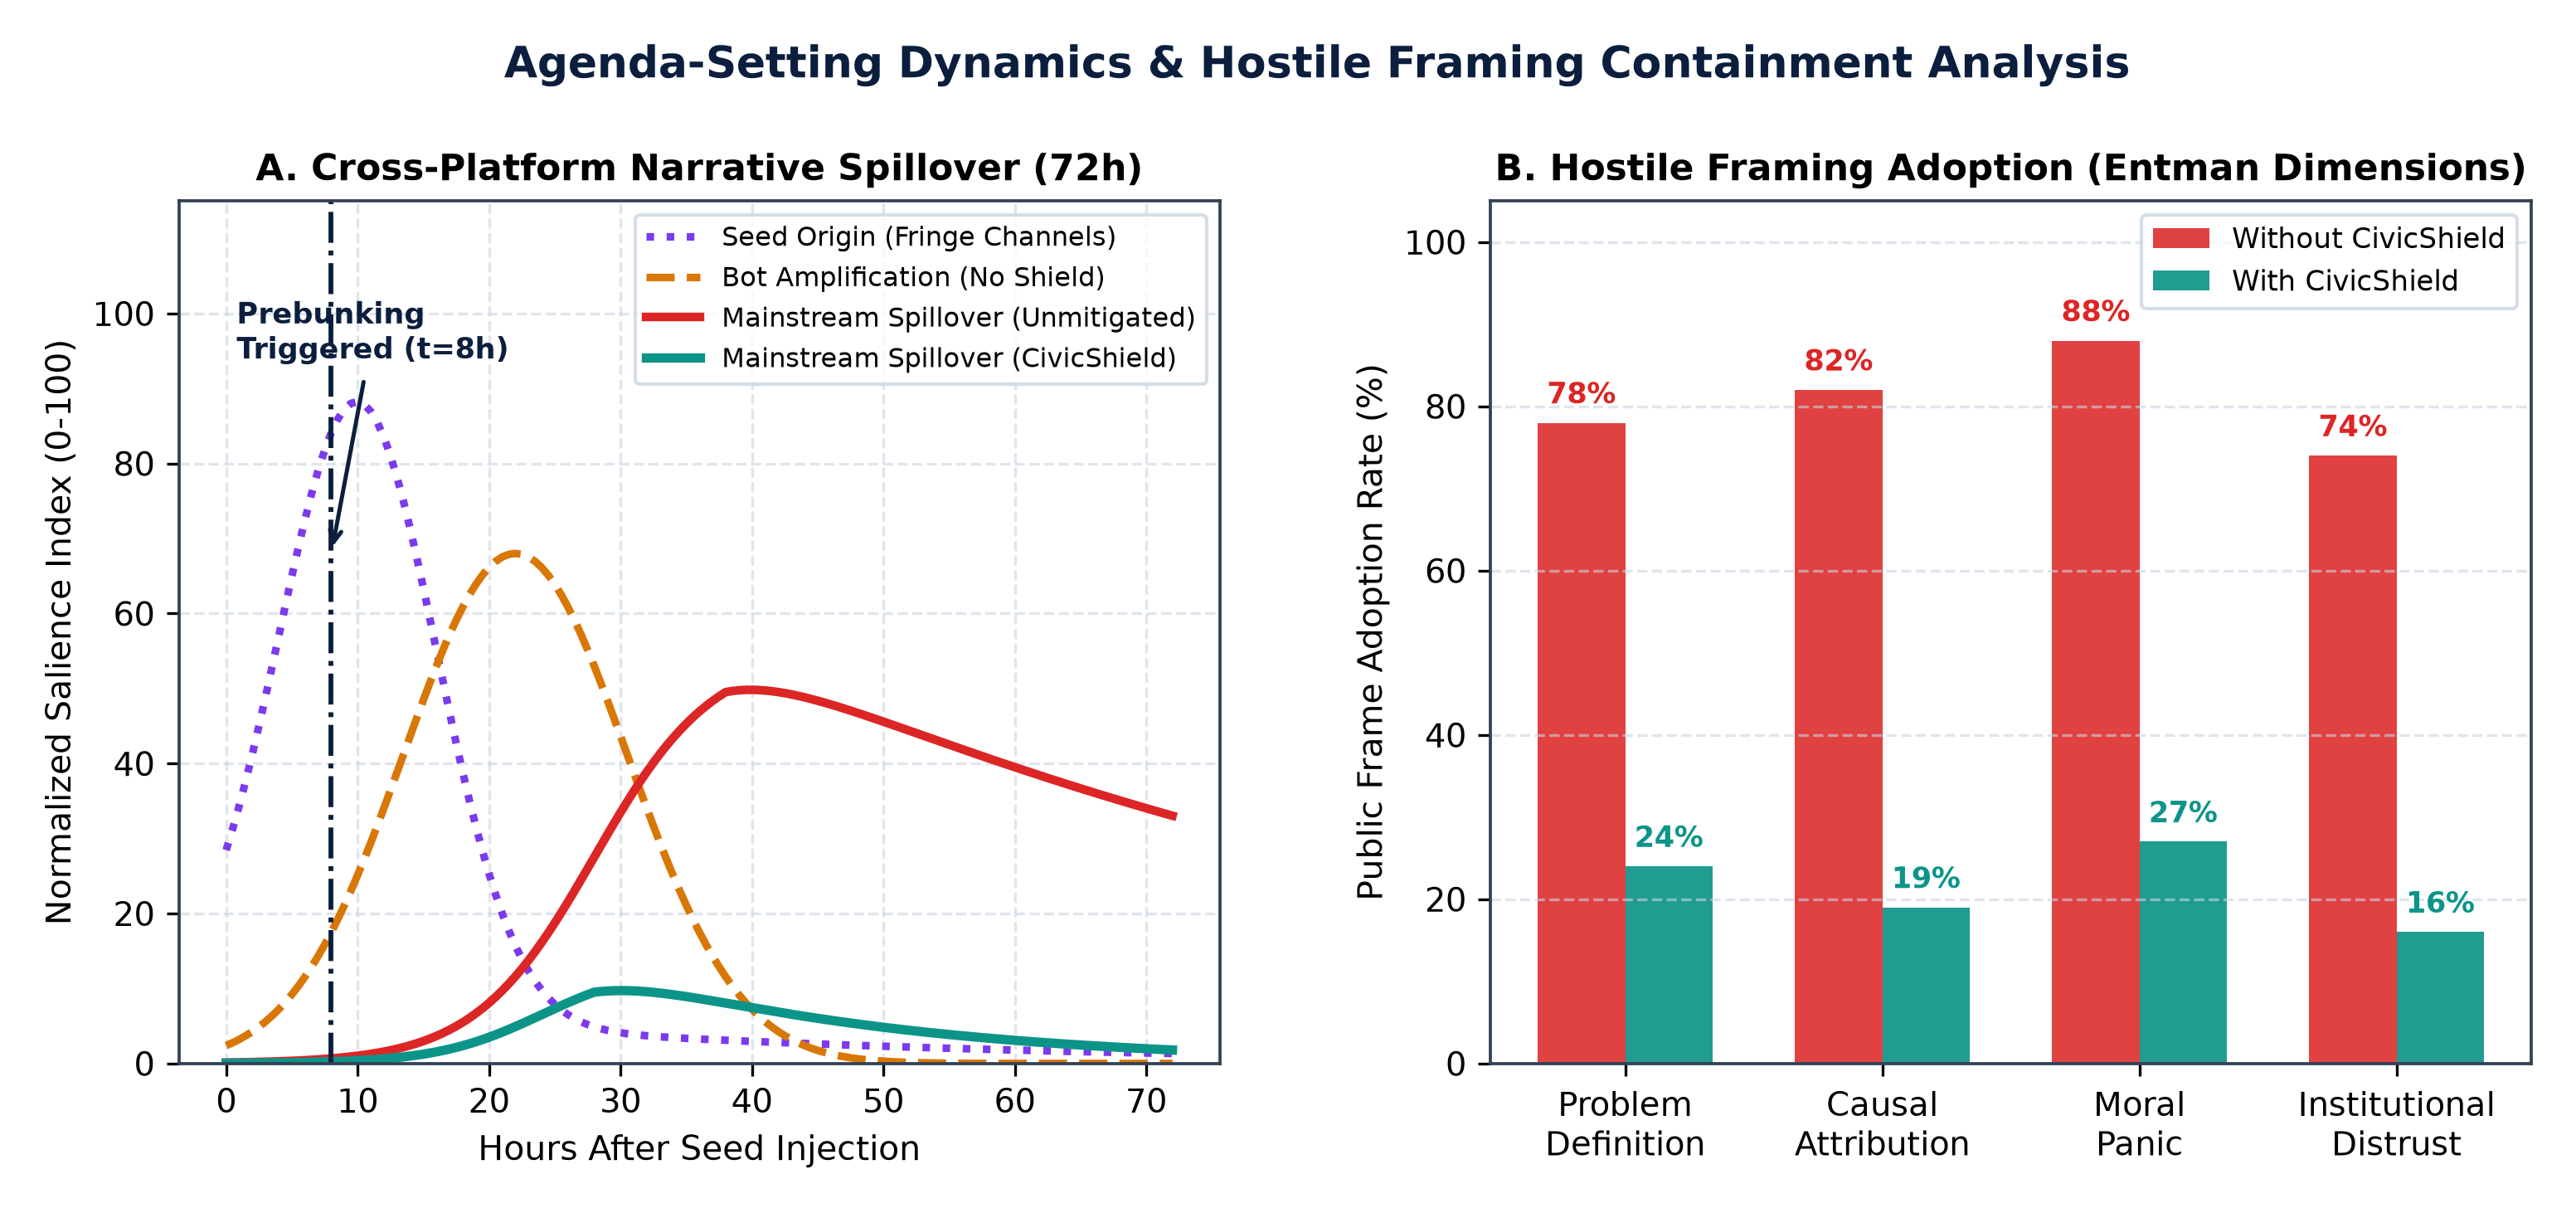 Agenda-Setting Dynamics & Hostile Framing Containment Analysis
A. Cross-Platform Narrative Spillover (72h)
Normalized Salience Index (0-100)
100
80
60
40
20
0
Prebunking
Triggered (t=8h)
Seed Origin (Fringe Channels)
Bot Amplification (No Shield)
Mainstream Spillover (Unmitigated)
Mainstream Spillover (CivicShield)
0 10 20 30 40 50 60 70
Hours After Seed Injection
B. Hostile Framing Adoption (Entman Dimensions)
Public Frame Adoption Rate (%)
100
80
60
40
20
0
Without CivicShield
With CivicShield
78%
24%
82%
19%
88%
27%
74%
16%
Problem
Definition
Causal
Attribution
Moral
Panic
Institutional
Distrust